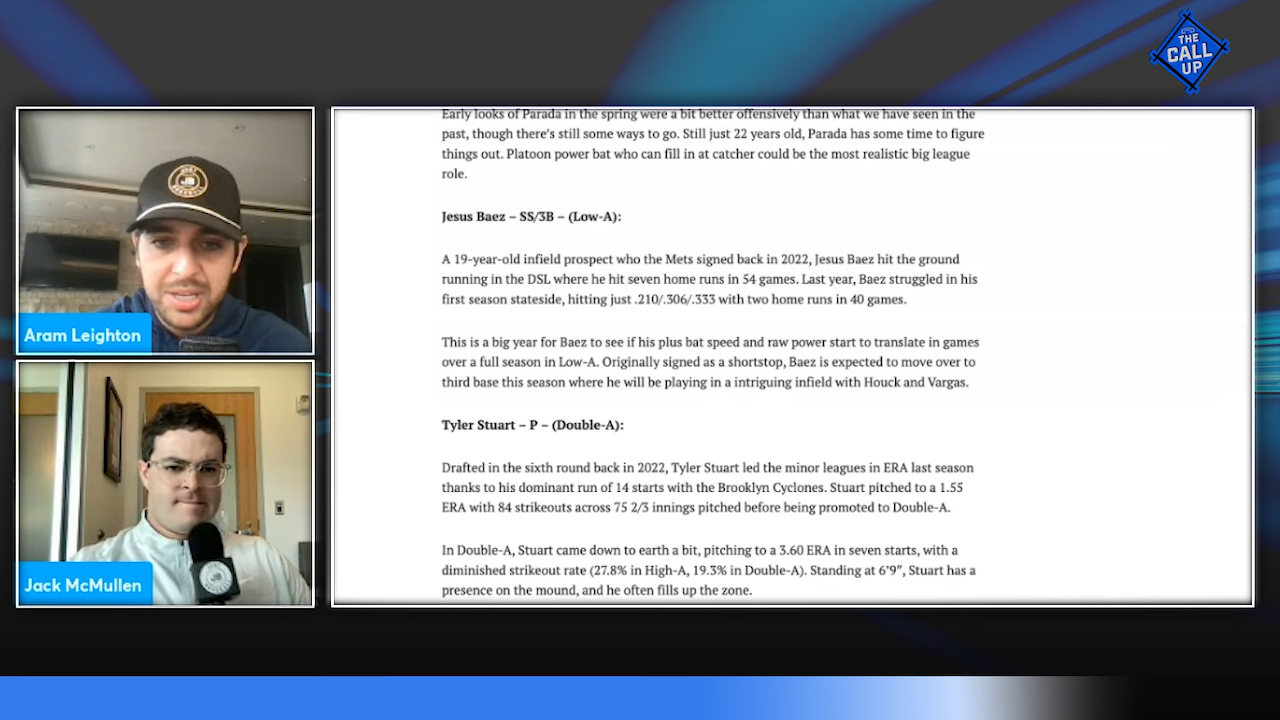 THE
CALL
UP
JB
Aram Leighton
Jack McMullen
Early looks of Parada in the spring were a bit better offensively than what we have seen in the
past, though there's still some ways to go. Still just 22 years old, Parada has some time to figure
things out. Platoon power bat who can fill in at catcher could be the most realistic big league
role.
Jesus Baez – SS/3B – (Low-A):
A 19-year-old infield prospect who the Mets signed back in 2022, Jesus Baez hit the ground
running in the DSL where he hit seven home runs in 54 games. Last year, Baez struggled in his
first season stateside, hitting just .210/.306/.333 with two home runs in 40 games.
This is a big year for Baez to see if his plus bat speed and raw power start to translate in games
over a full season in Low-A. Originally signed as a shortstop, Baez is expected to move over to
third base this season where he will be playing in a intriguing infield with Houck and Vargas.
Tyler Stuart – P – (Double-A):
Drafted in the sixth round back in 2022, Tyler Stuart led the minor leagues in ERA last season
thanks to his dominant run of 14 starts with the Brooklyn Cyclones. Stuart pitched to a 1.55
ERA with 84 strikeouts across 75 2/3 innings pitched before being promoted to Double-A.
In Double-A, Stuart came down to earth a bit, pitching to a 3.60 ERA in seven starts, with a
diminished strikeout rate (27.8% in High-A, 19.3% in Double-A). Standing at 6'9″, Stuart has a
presence on the mound, and he often fills up the zone.